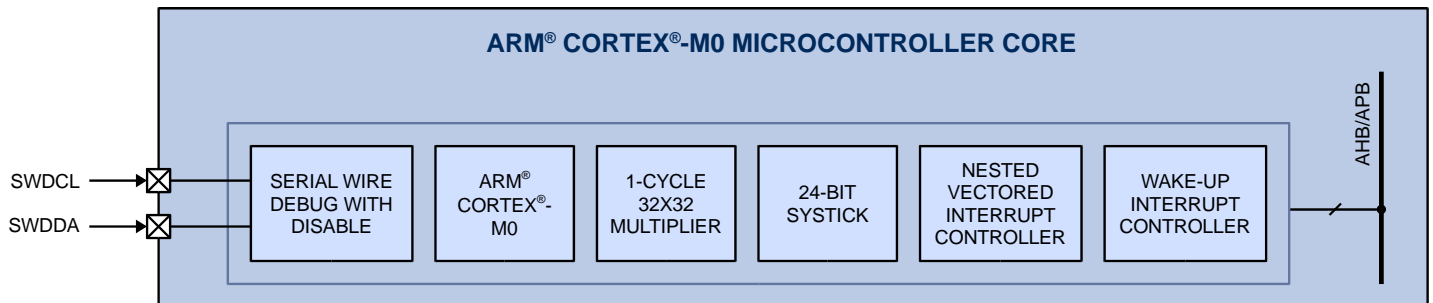 ARM® CORTEX®-M0 MICROCONTROLLER CORE
AHB/APB
SWDCL
SWDDA
SERIAL WIRE
DEBUG WITH
DISABLE
ARM®
CORTEX®-
M0
1-CYCLE
32X32
MULTIPLIER
24-BIT
SYSTICK
NESTED
VECTORED
INTERRUPT
CONTROLLER
WAKE-UP
INTERRUPT
CONTROLLER